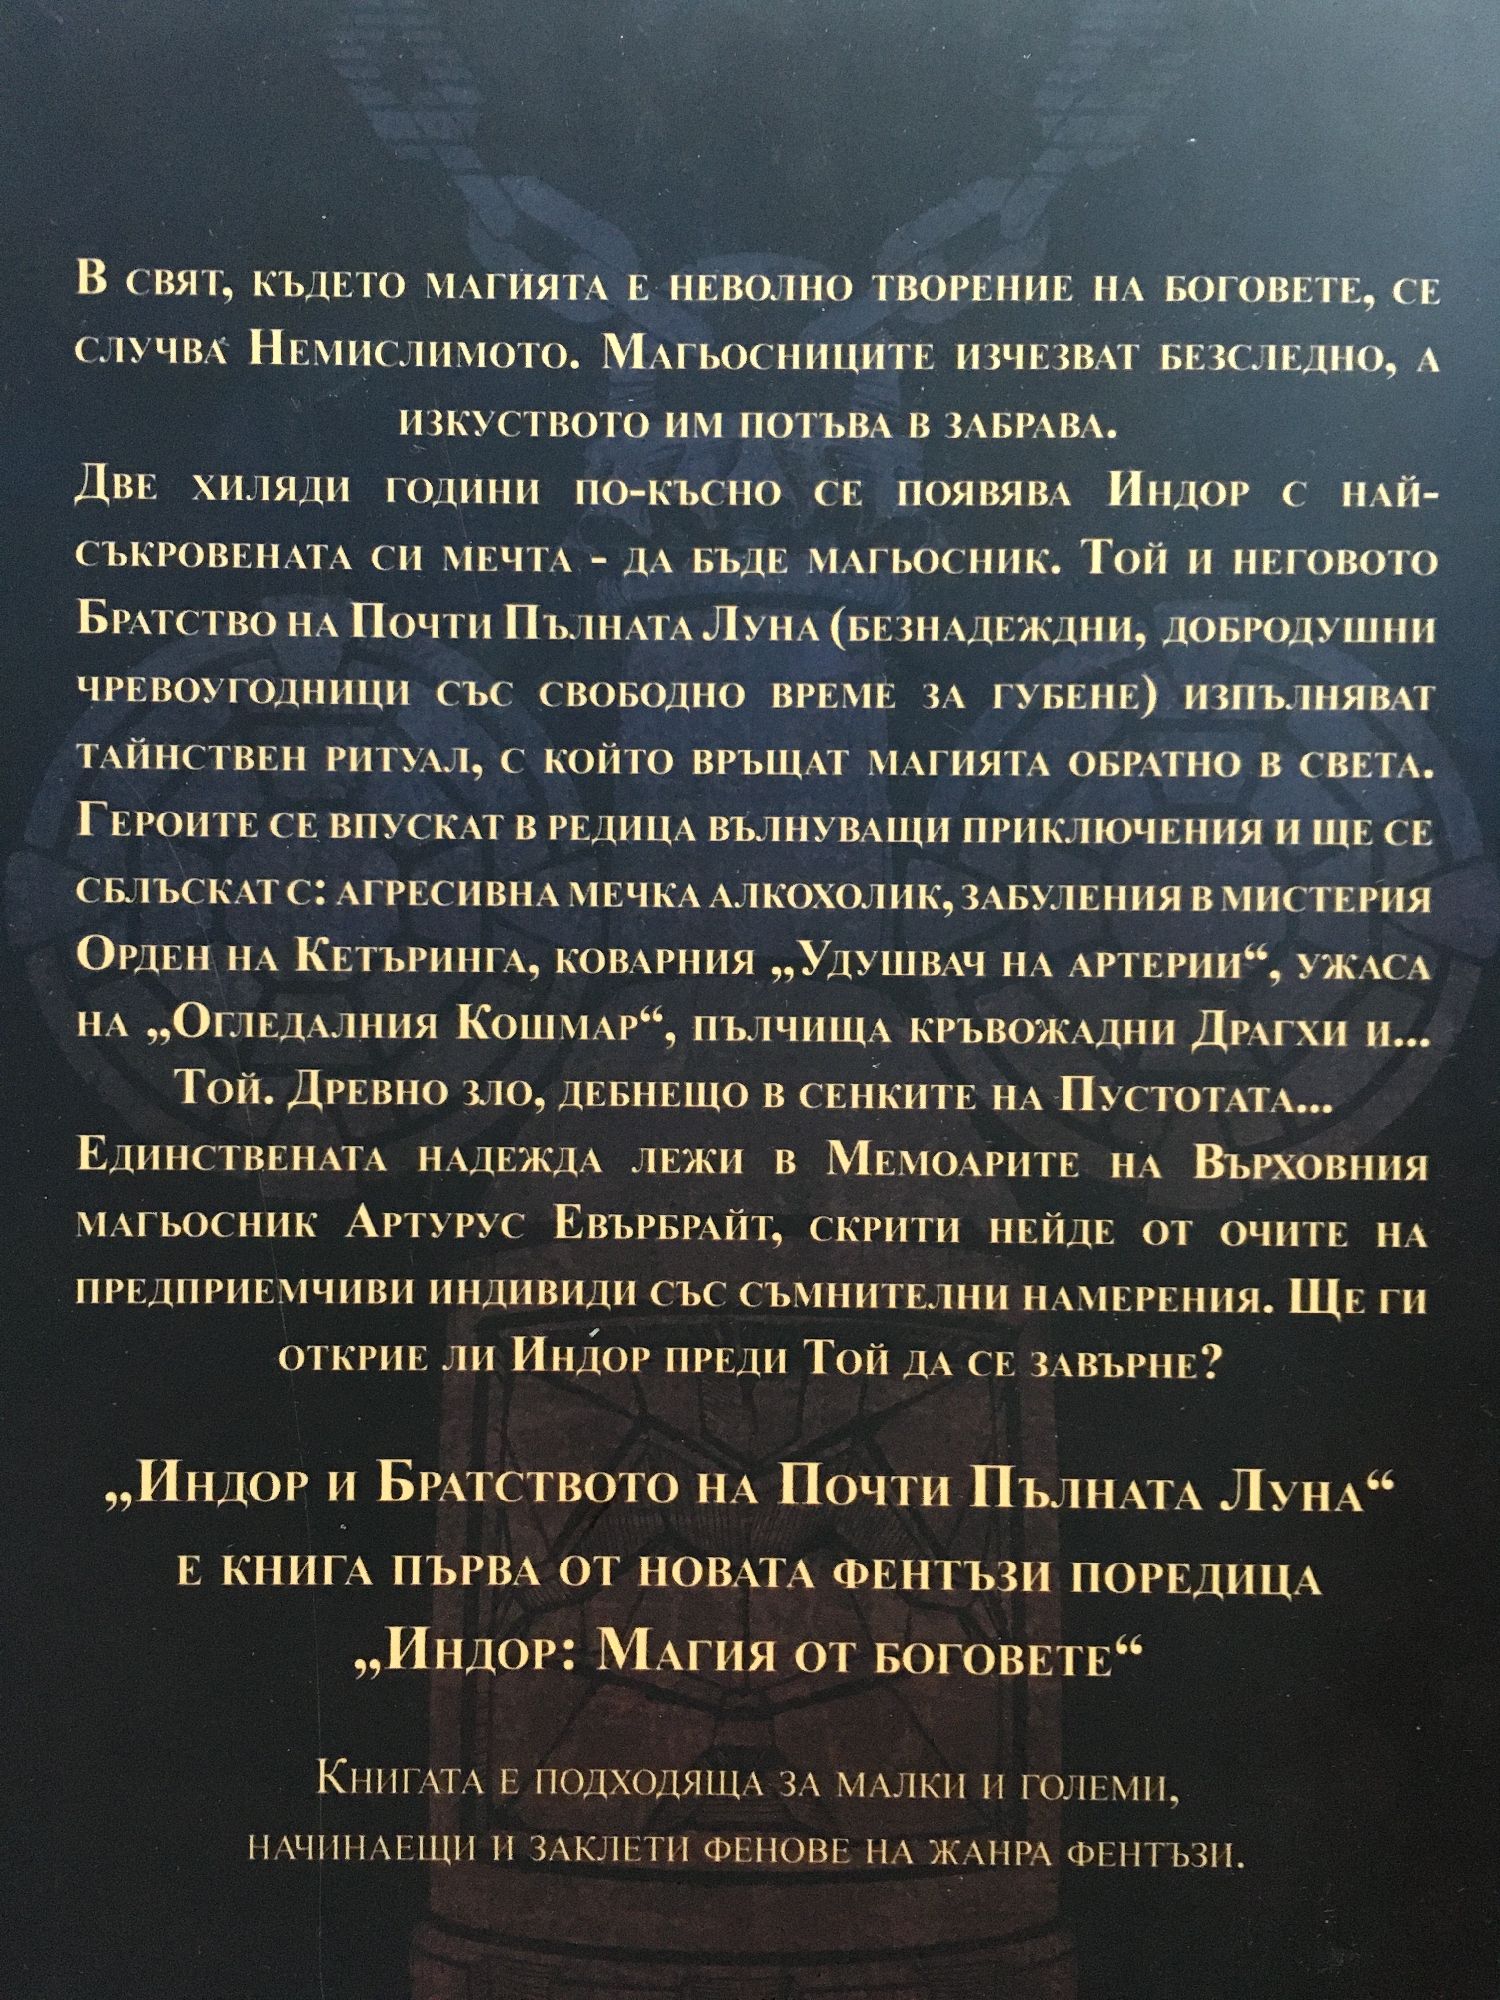 В свят, където магията е неволно творение на боговете, се
случва Немислимото. Магьосниците изчезват безследно, а
изкуството им потъва в забрава.
Две хиляди години по-късно се появява Индор с най-
съкровената си мечта - да бъде магьосник. Той и неговото
Братство на Почти Пълната Луна (безнадеждни, добродушни
чревоугодници със свободно време за губене) изпълняват
тайнствен ритуал, с който връщат магията обратно в света.
Героите се впускат в редица вълнуващи приключения и ще се
сблъскат с: агресивна мечка алкохолик, забуления в мистерия
Орден на Кетъринга, коварния „Удушвач на артерии“, ужаса
на „Огледалния Кошмар“, пълчища кръвожадни Драгхи и...
Той. Древно зло, дебнещо в сенките на Пустотата...
Единствената надежда лежи в Мемоарите на Върховния
магьосник Артурус Евърбрайт, скрити нейде от очите на
предприемчиви индивиди със съмнителни намерения. Ще ги
открие ли Индор преди Той да се завърне?
„Индор и Братството на Почти Пълната Луна“
е книга първа от новата фентъзи поредица
„Индор: Магия от боговете“
Книгата е подходяща за малки и големи,
начинаещи и заклети фенове на жанра фентъзи.